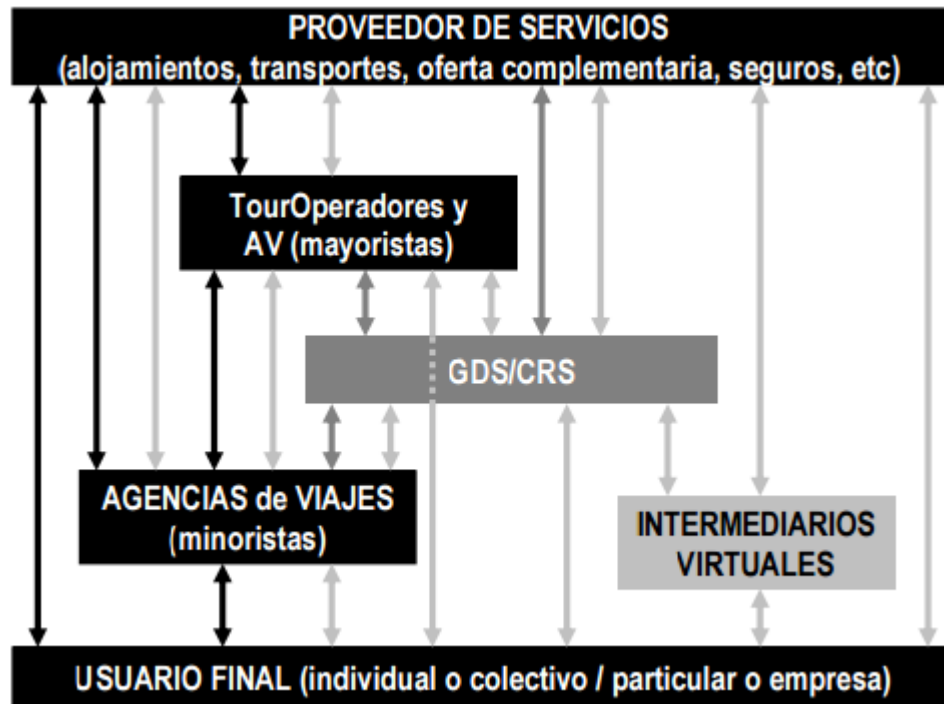 PROVEEDOR DE SERVICIOS
(alojamientos, transportes, oferta complementaria, seguros, etc)
TourOperadores y
AV (mayoristas)
GDS/CRS
AGENCIAS de VIAJES
(minoristas)
INTERMEDIARIOS
VIRTUALES
USUARIO FINAL (individual o colectivo / particular o empresa)